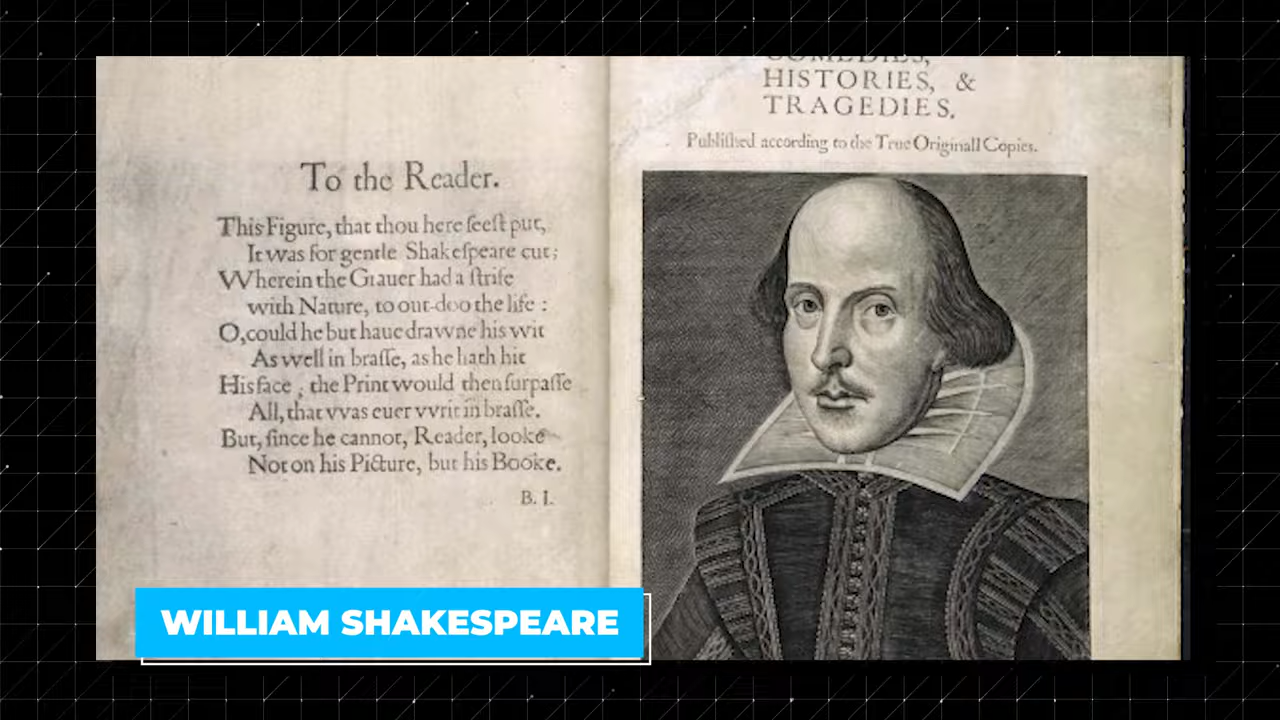 To the Reader.
This Figure, that thou here ſeeſt put,
It was for gentle Shakeſpeare cut;
Wherein the Grauer had a ſtrife
with Nature, to out-doo the life :
O, could he but haue drawne his wit
As well in braſſe, as he hath hit
His face ; the Print would then ſurpaſſe
All, that vvas euer vvrit in braſſe.
But, ſince he cannot, Reader, looke
Not on his Picture, but his Booke.
B. I.
COMEDIES,
HISTORIES, &
TRAGEDIES.
Publiſhed according to the True Originall Copies.
WILLIAM SHAKESPEARE